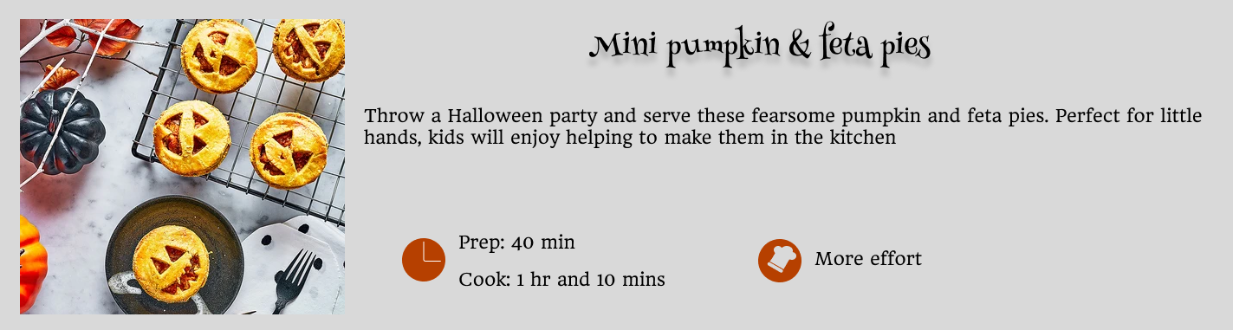 Mini pumpkin & feta pies
Throw a Halloween party and serve these fearsome pumpkin and feta pies. Perfect for little
hands, kids will enjoy helping to make them in the kitchen
Prep: 40 min
Cook: 1 hr and 10 mins
More effort